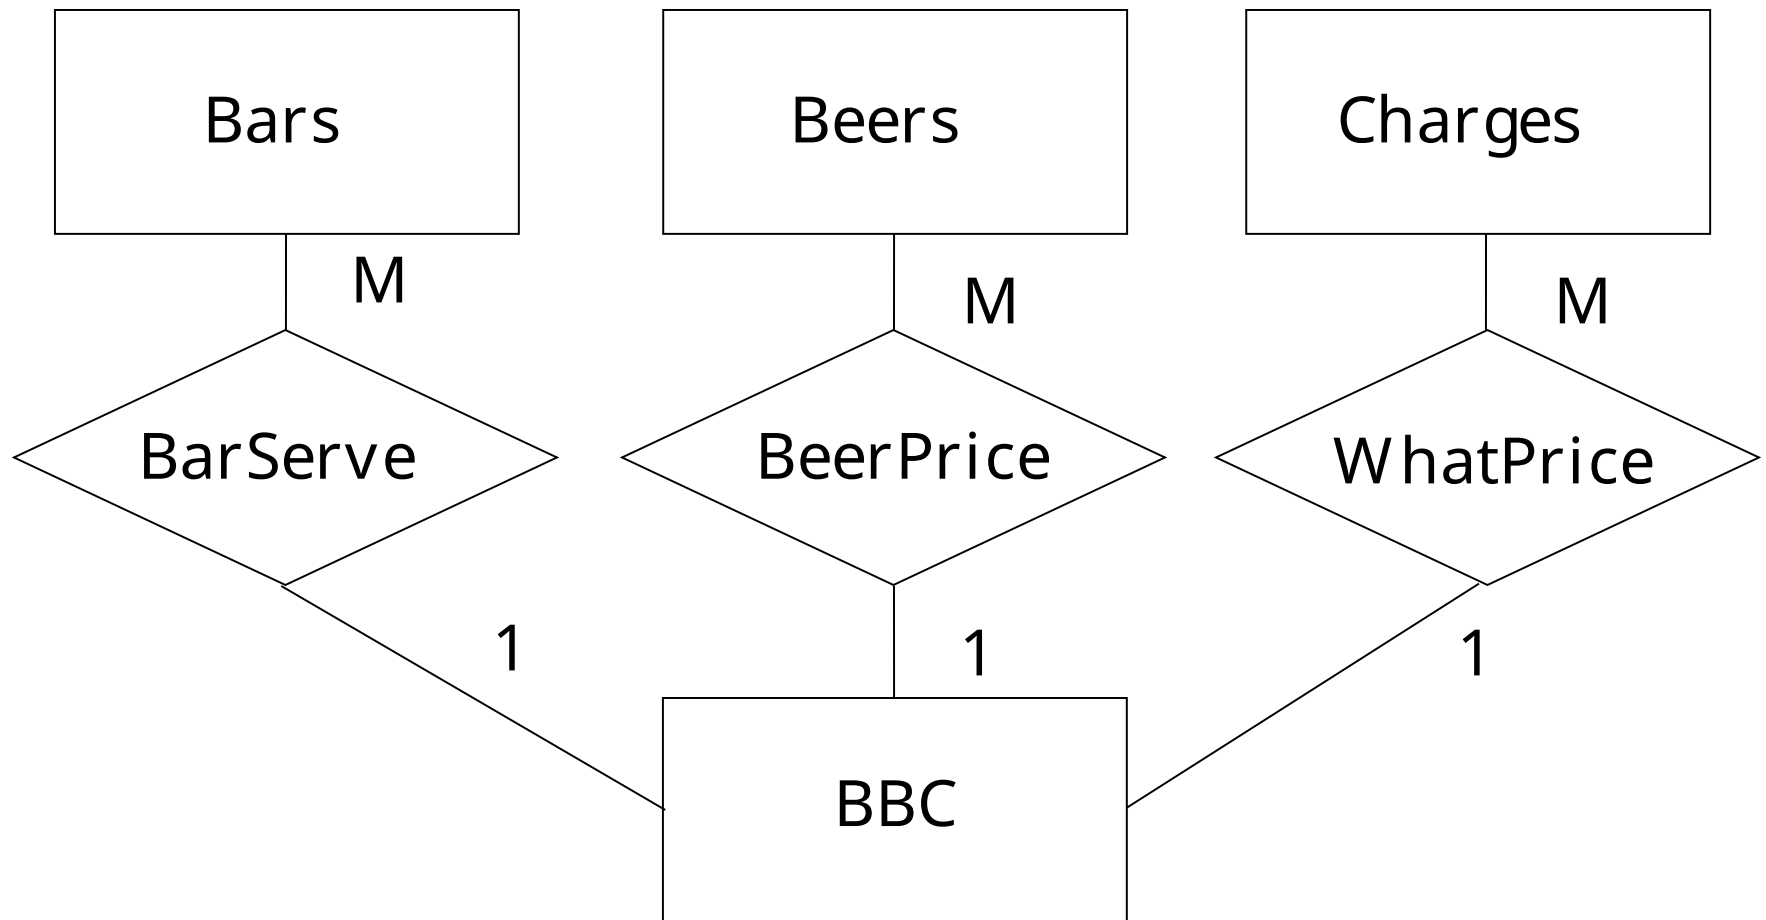 Bars
Beers
Charges
M
M
M
BarServe
BeerPrice
WhatPrice
1
1
1
BBC